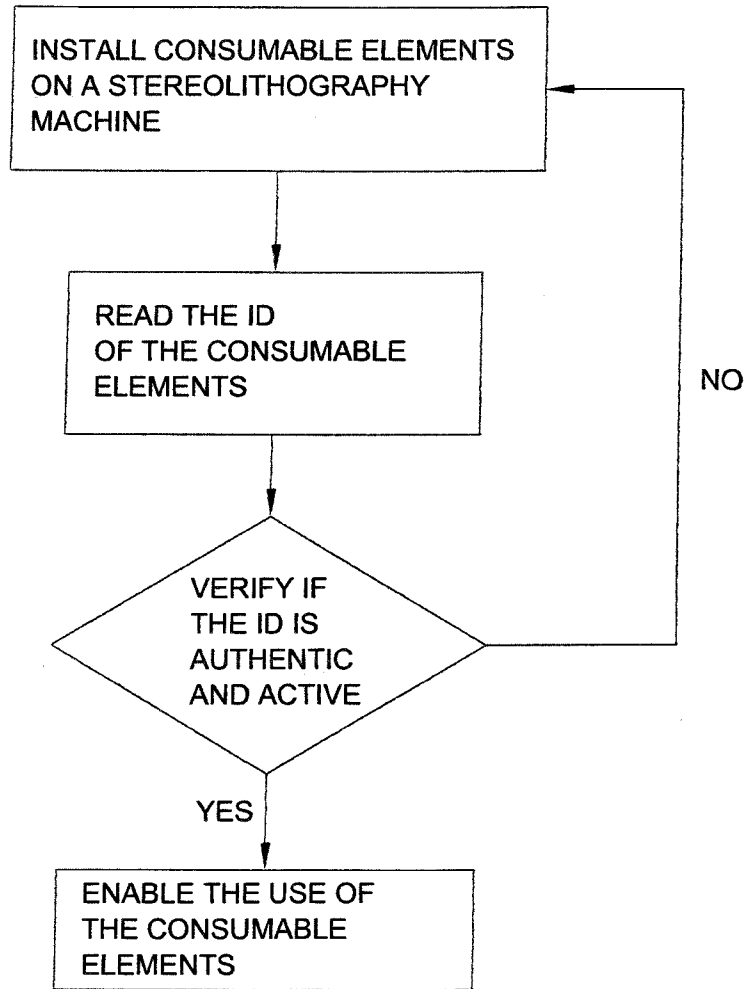 INSTALL CONSUMABLE ELEMENTS
ON A STEREOLITHOGRAPHY
MACHINE
READ THE ID
OF THE CONSUMABLE
ELEMENTS
NO
VERIFY IF
THE ID IS
AUTHENTIC
AND ACTIVE
YES
ENABLE THE USE OF
THE CONSUMABLE
ELEMENTS